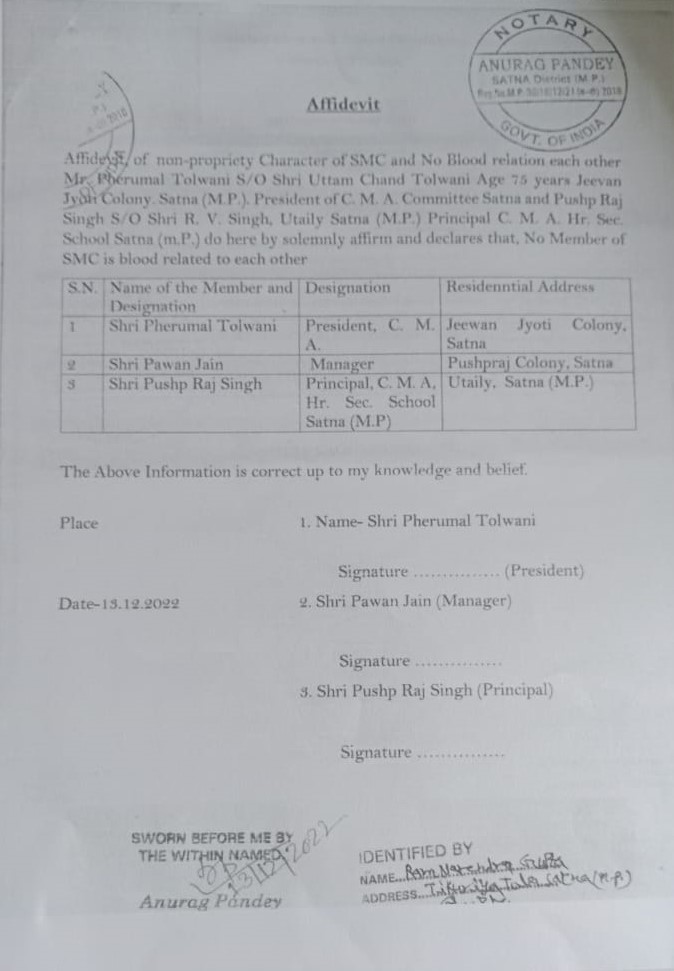 NOTARY
ANURAG PANDEY
SATNA District (M.P.)
GOVT. OF INDIA
Affidevit
of non-propriety Character of SMC and No Blood relation each other
Mr. Pherumal Tolwani S/O Shri Uttam Chand Tolwani Age 75 years Jeevan
Jyoti Colony. Satna (M.P.). President of C. M. A. Committee Satna and Pushp Raj
Singh S/O Shri R. V. Singh, Utaily Satna (M.P.) Principal C. M. A. Hr. Sec.
School Satna (m.P.) do here by solemnly affirm and declares that, No Member of
SMC is blood related to each other
S.N. Name of the Member and Designation Designation Residenntial Address
1 Shri Pherumal Tolwani President, C. M. A. Jeewan Jyoti Colony, Satna
2 Shri Pawan Jain Manager Pushpraj Colony, Satna
3 Shri Pushp Raj Singh Principal, C. M. A, Hr. Sec. School Satna (M.P) Utaily, Satna (M.P.)
The Above Information is correct up to my knowledge and belief.
Place
1. Name- Shri Pherumal Tolwani
Signature ............... (President)
Date-13.12.2022
2. Shri Pawan Jain (Manager)
Signature ...............
3. Shri Pushp Raj Singh (Principal)
Signature ...............
SWORN BEFORE ME BY
THE WITHIN NAMED
13/12/2022
Anurag Pandey
IDENTIFIED BY
NAME...
ADDRESS... Satna (M.P)